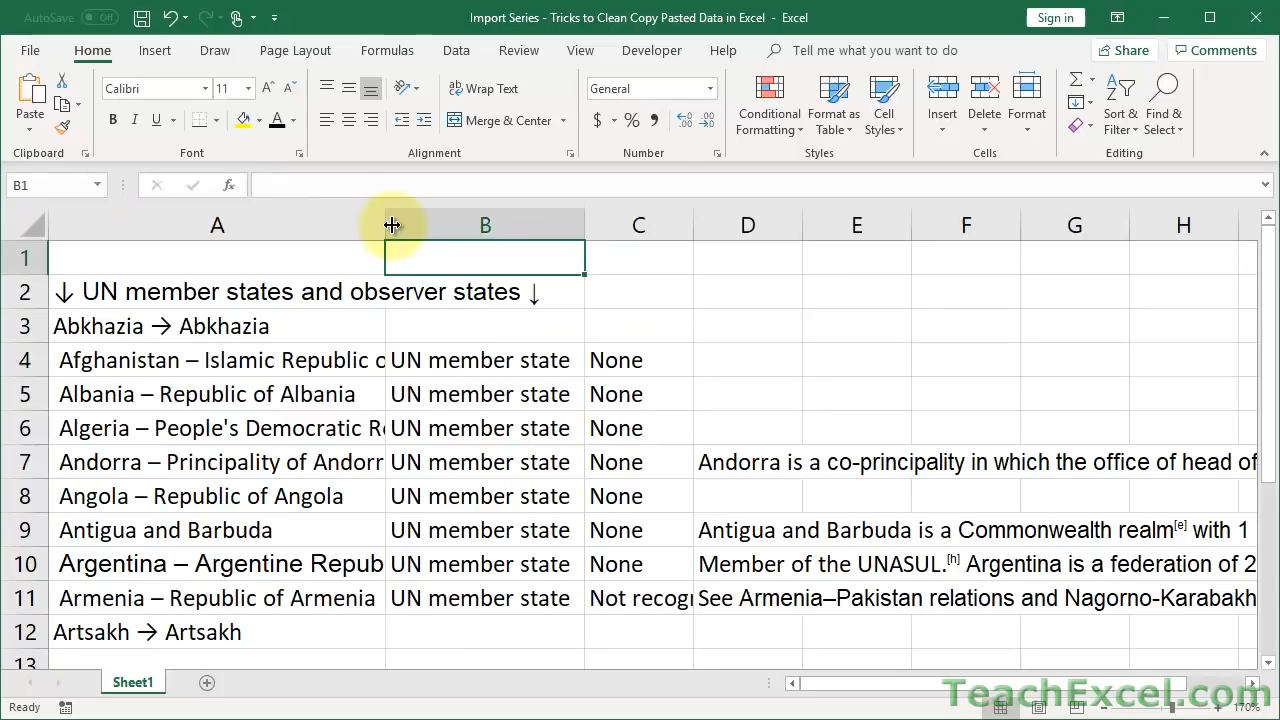 AutoSave Off Import Series - Tricks to Clean Copy Pasted Data in Excel - Excel Sign in
File Home Insert Draw Page Layout Formulas Data Review View Developer Help Tell me what you want to do Share Comments
Paste Calibri 11 A A Wrap Text General Conditional Formatting Format as Table Cell Styles Insert Delete Format Sort & Filter Find & Select
B I U A Merge & Center $ %
Clipboard Font Alignment Number Styles Cells Editing
B1 fx
A B C D E F G H
1
2 ↓ UN member states and observer states ↓
3 Abkhazia → Abkhazia
4 Afghanistan – Islamic Republic o UN member state None
5 Albania – Republic of Albania UN member state None
6 Algeria – People's Democratic Re UN member state None
7 Andorra – Principality of Andorr UN member state None Andorra is a co-principality in which the office of head of
8 Angola – Republic of Angola UN member state None
9 Antigua and Barbuda UN member state None Antigua and Barbuda is a Commonwealth realm[e] with 1
10 Argentina – Argentine Repub UN member state None Member of the UNASUL.[h] Argentina is a federation of 2
11 Armenia – Republic of Armenia UN member state Not recogn See Armenia–Pakistan relations and Nagorno-Karabakh
12 Artsakh → Artsakh
13
Sheet1
TeachExcel.com
Ready 170%